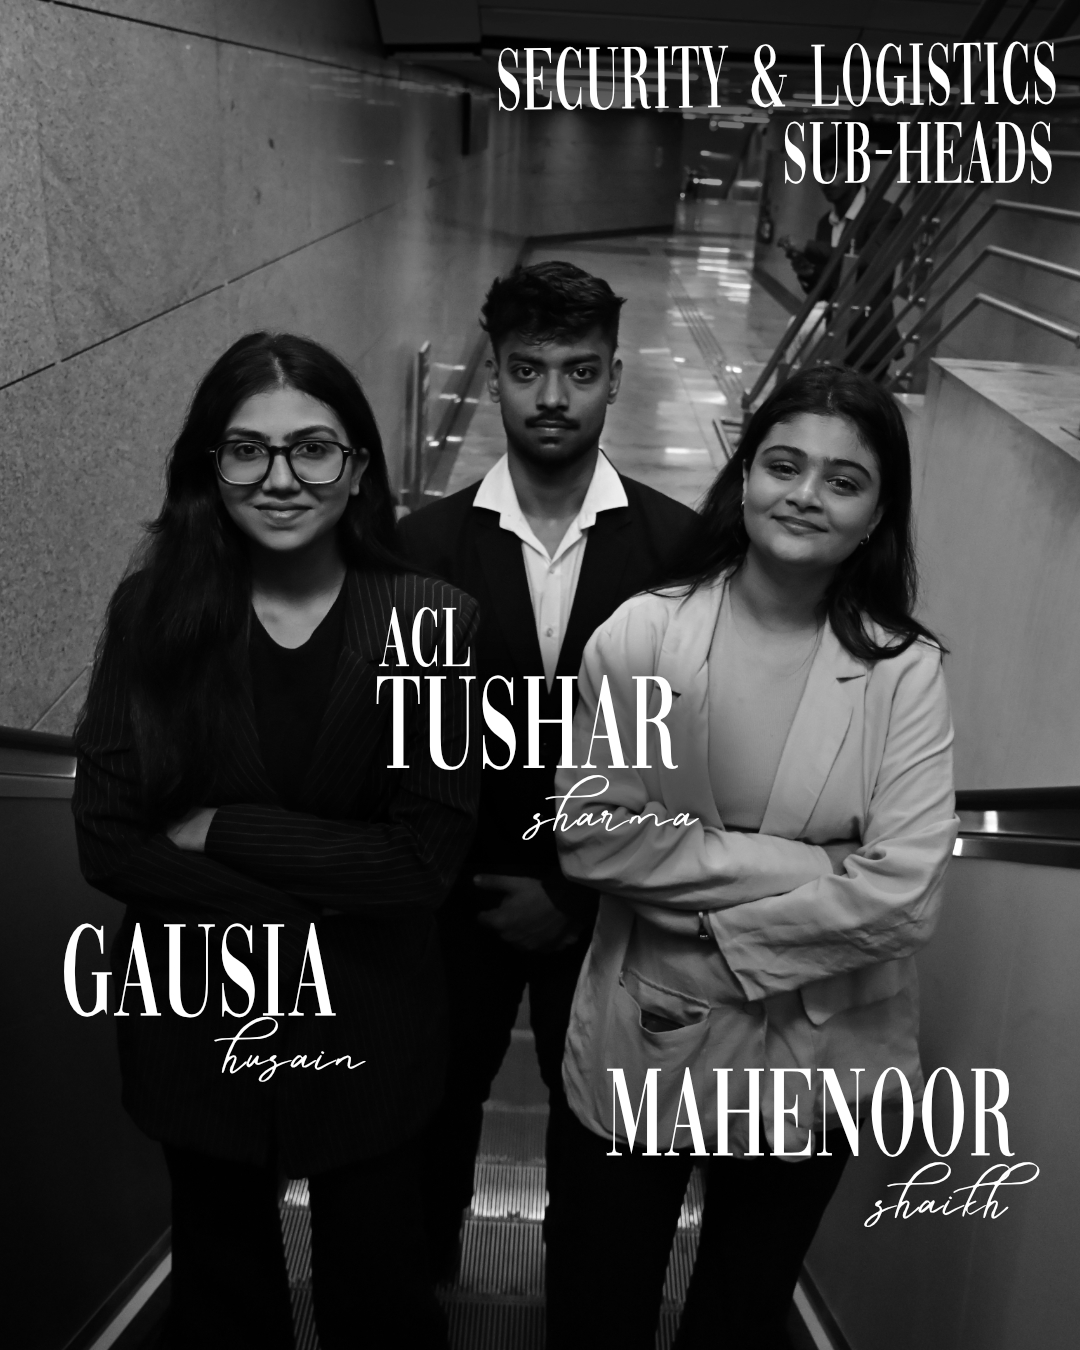 SECURITY & LOGISTICS
SUB-HEADS
ACL
TUSHAR
sharma
GAUSIA
husain
MAHENOOR
shaikh